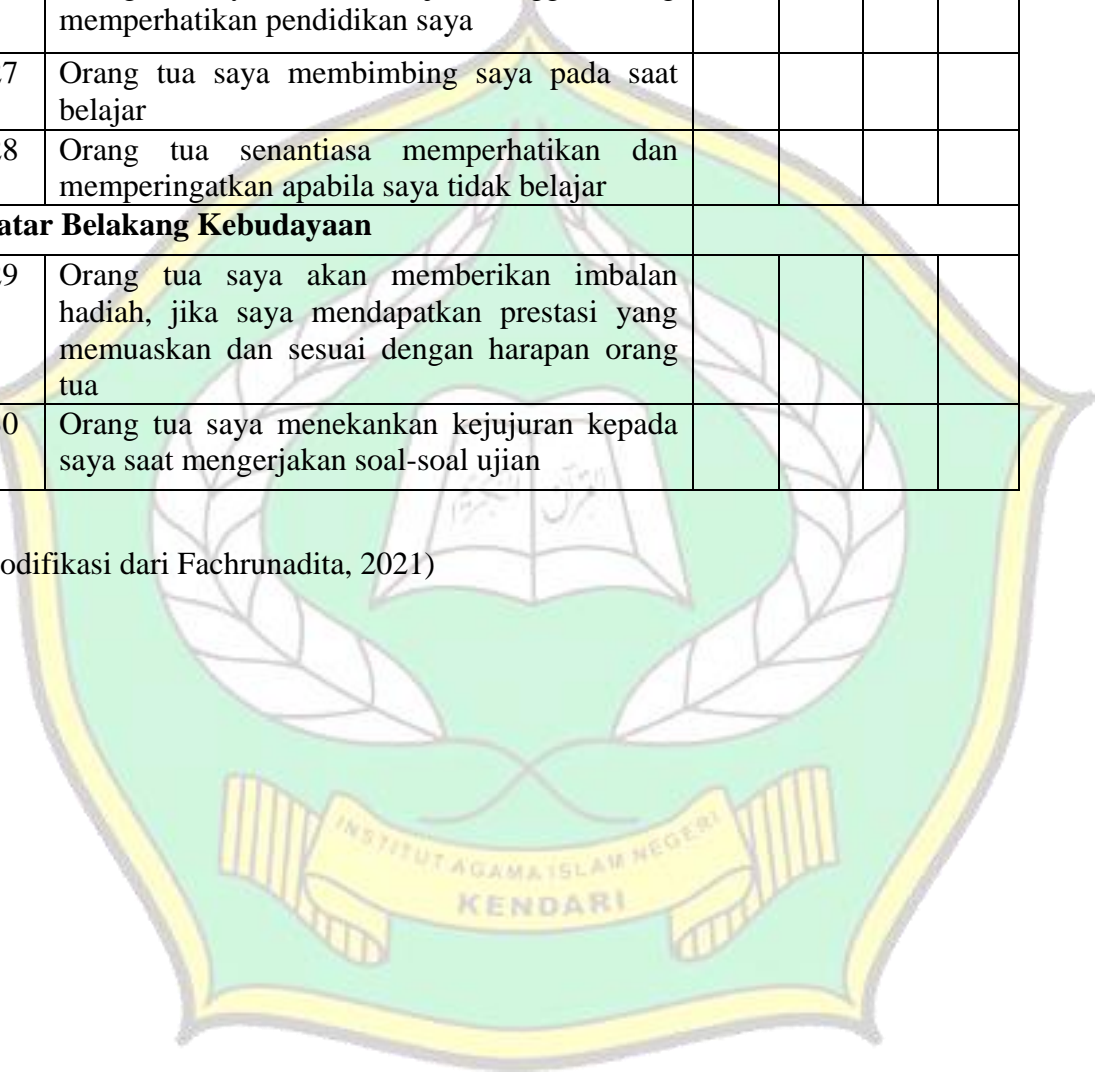 memperhatikan pendidikan saya
27 Orang tua saya membimbing saya pada saat
belajar
28 Orang tua senantiasa memperhatikan dan
memperingatkan apabila saya tidak belajar
atar Belakang Kebudayaan
29 Orang tua saya akan memberikan imbalan
hadiah, jika saya mendapatkan prestasi yang
memuaskan dan sesuai dengan harapan orang
tua
0 Orang tua saya menekankan kejujuran kepada
saya saat mengerjakan soal-soal ujian
odifikasi dari Fachrunadita, 2021)
INSTITUT AGAMA ISLAM NEGERI
KENDARI